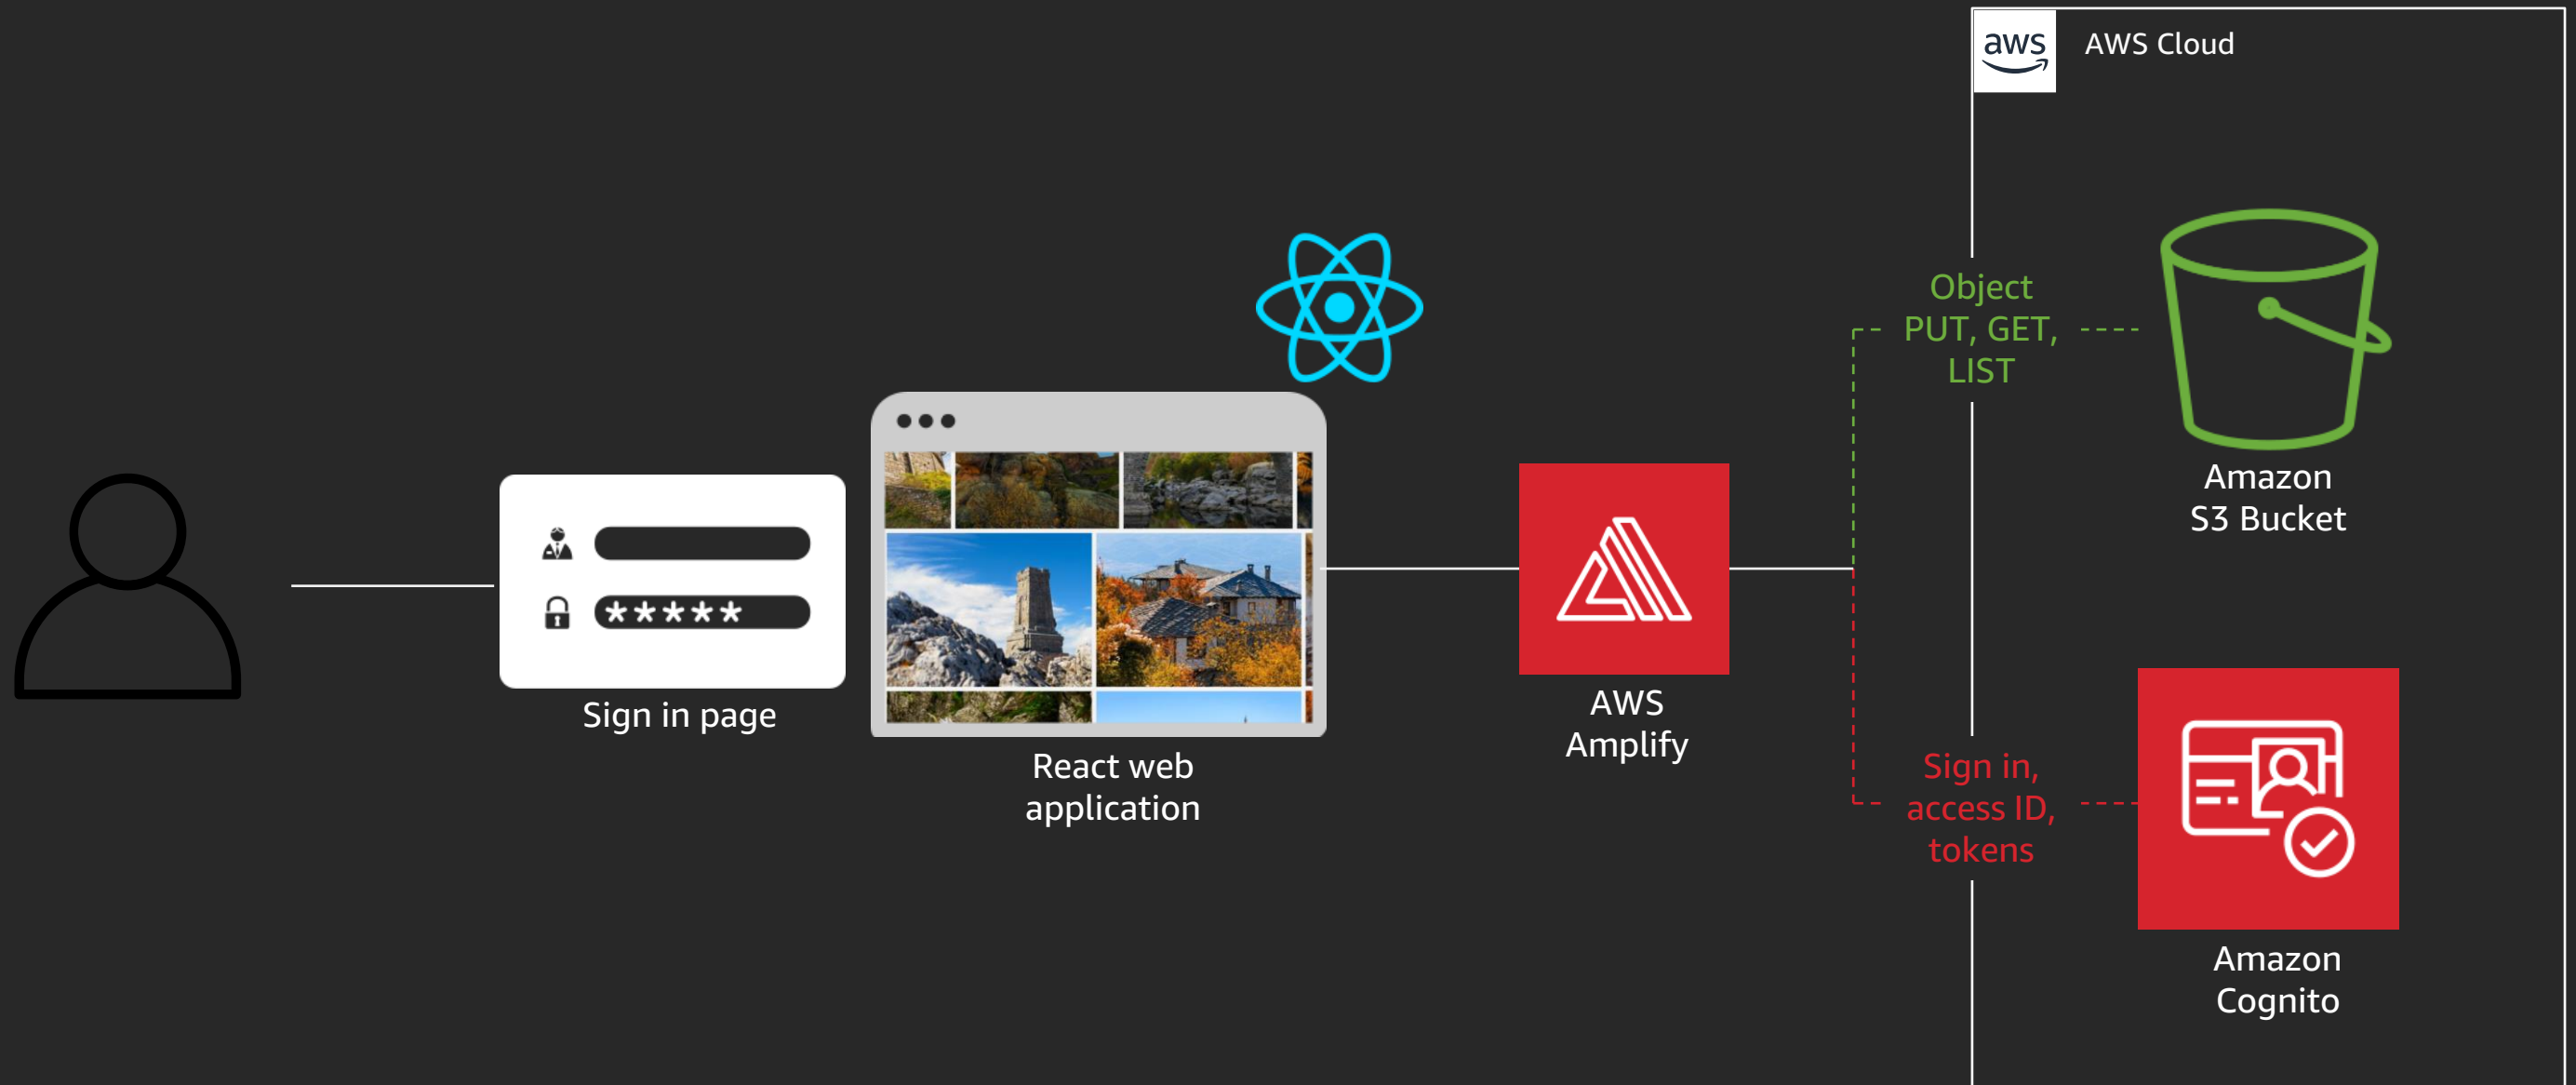 aws
AWS Cloud
Object
PUT, GET,
LIST
Amazon
S3 Bucket
*****
Sign in page
React web
application
AWS
Amplify
Sign in,
access ID,
tokens
Amazon
Cognito